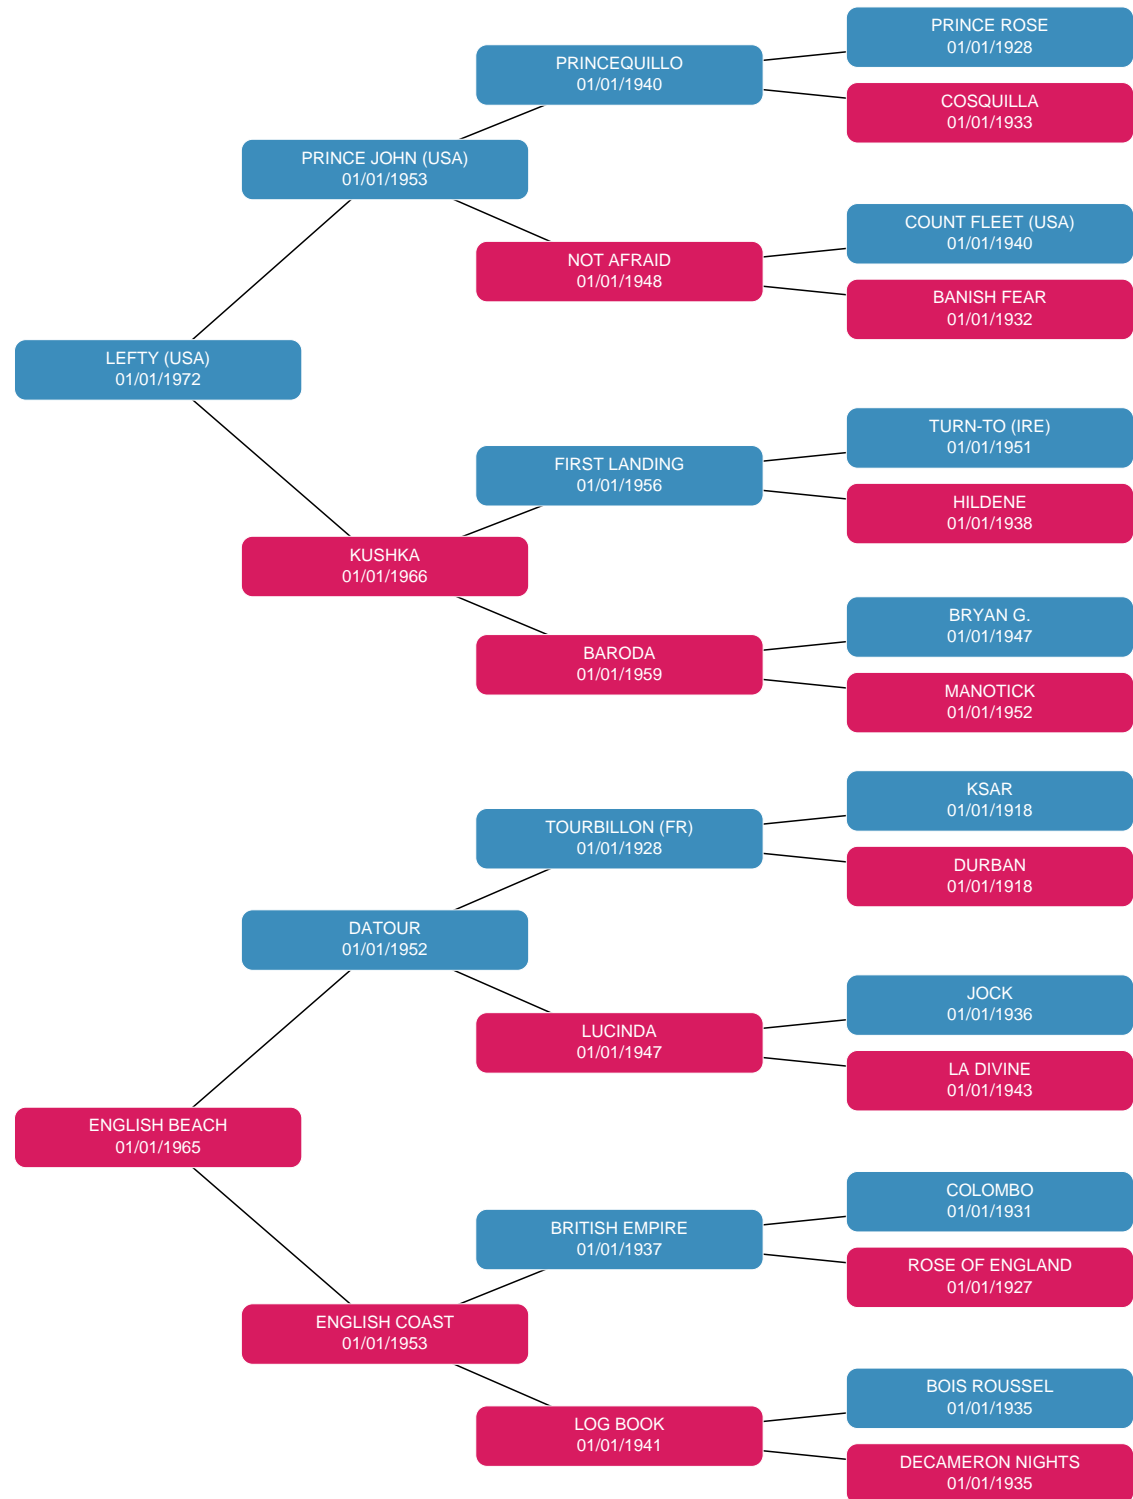 PRINCE ROSE
01/01/1928
PRINCEQUILLO
01/01/1940
COSQUILLA
01/01/1933
PRINCE JOHN (USA)
01/01/1953
COUNT FLEET (USA)
01/01/1940
NOT AFRAID
01/01/1948
BANISH FEAR
01/01/1932
LEFTY (USA)
01/01/1972
TURN-TO (IRE)
01/01/1951
FIRST LANDING
01/01/1956
HILDENE
01/01/1938
KUSHKA
01/01/1966
BRYAN G.
01/01/1947
BARODA
01/01/1959
MANOTICK
01/01/1952
KSAR
01/01/1918
TOURBILLON (FR)
01/01/1928
DURBAN
01/01/1918
DATOUR
01/01/1952
JOCK
01/01/1936
LUCINDA
01/01/1947
LA DIVINE
01/01/1943
ENGLISH BEACH
01/01/1965
COLOMBO
01/01/1931
BRITISH EMPIRE
01/01/1937
ROSE OF ENGLAND
01/01/1927
ENGLISH COAST
01/01/1953
BOIS ROUSSEL
01/01/1935
LOG BOOK
01/01/1941
DECAMERON NIGHTS
01/01/1935